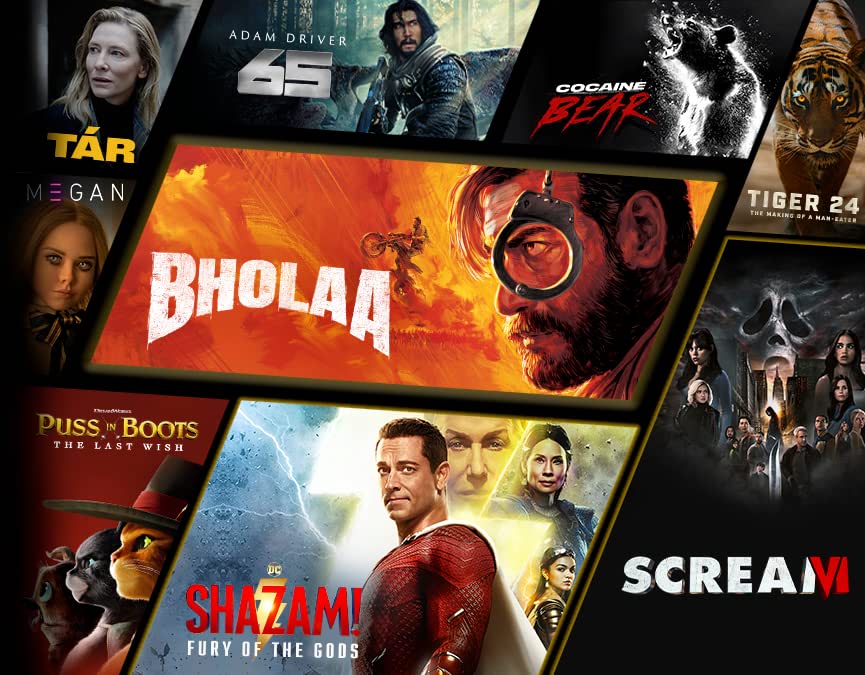 TÁR
ADAM DRIVER
65
COCAINE
BEAR
TIGER 24
THE MAKING OF A MAN-EATER
MEGAN
BHOLAA
DREAMWORKS
PUSS IN BOOTS
THE LAST WISH
DC
SHAZAM!
FURY OF THE GODS
SCREAM VI